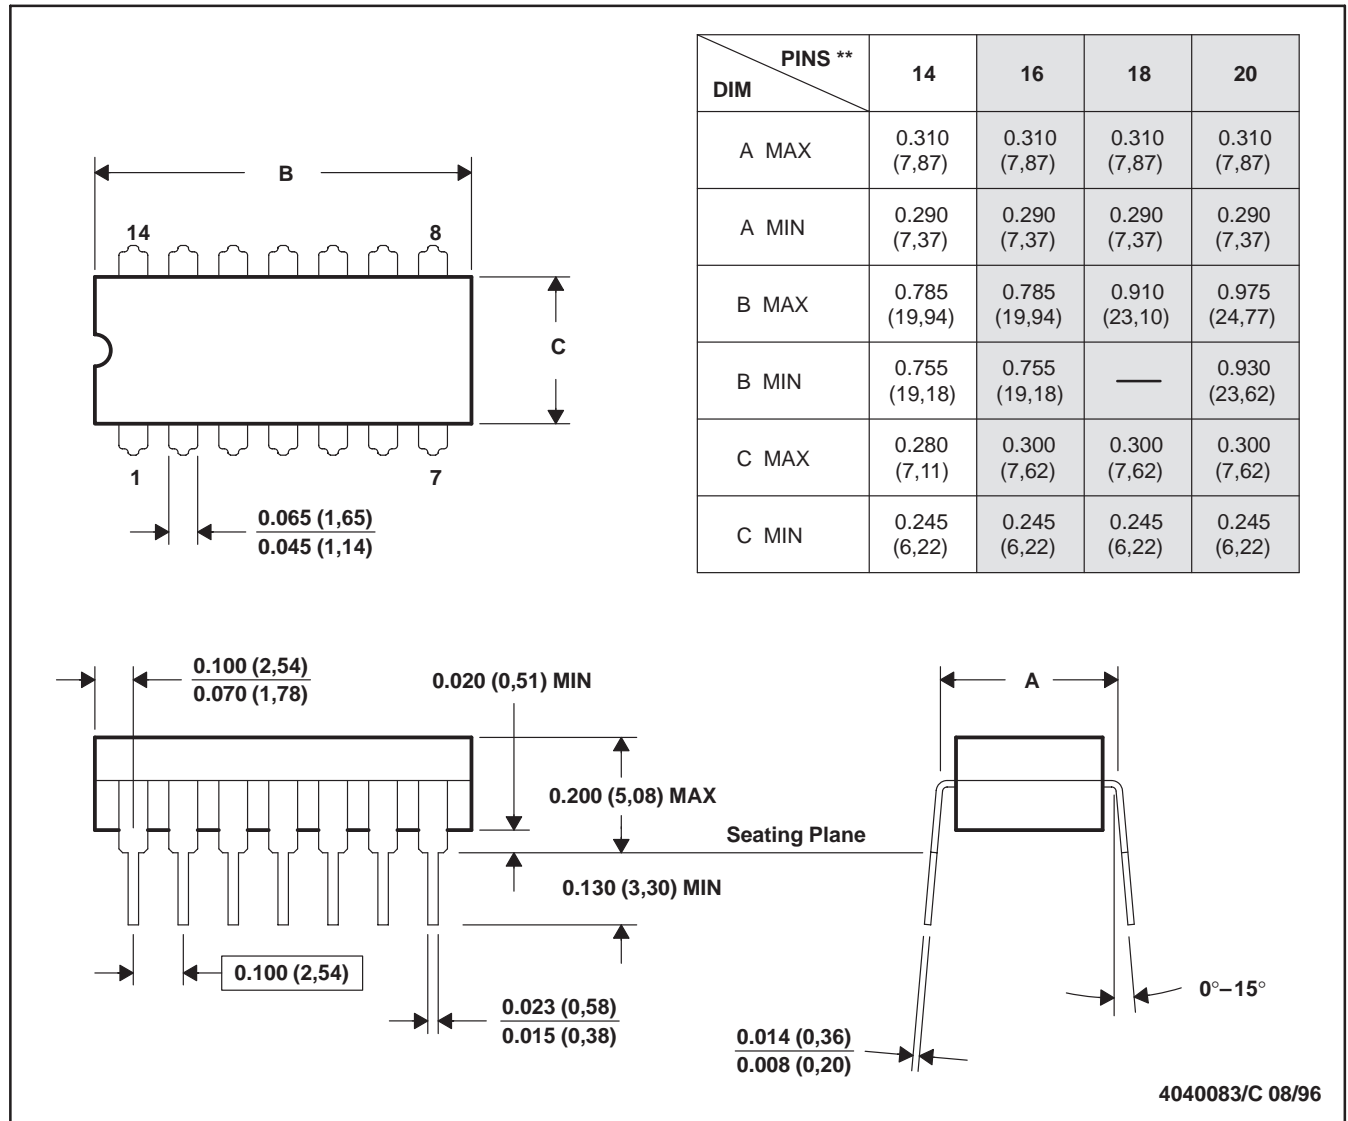 PINS **
DIM
14 16 18 20
A MAX 0.310 (7,87) 0.310 (7,87) 0.310 (7,87) 0.310 (7,87)
A MIN 0.290 (7,37) 0.290 (7,37) 0.290 (7,37) 0.290 (7,37)
B MAX 0.785 (19,94) 0.785 (19,94) 0.910 (23,10) 0.975 (24,77)
B MIN 0.755 (19,18) 0.755 (19,18) — 0.930 (23,62)
C MAX 0.280 (7,11) 0.300 (7,62) 0.300 (7,62) 0.300 (7,62)
C MIN 0.245 (6,22) 0.245 (6,22) 0.245 (6,22) 0.245 (6,22)
B
14 8
C
1 7
0.065 (1,65)
0.045 (1,14)
0.100 (2,54)
0.070 (1,78)
0.020 (0,51) MIN
A
0.200 (5,08) MAX
Seating Plane
0.130 (3,30) MIN
0.100 (2,54)
0.023 (0,58)
0.015 (0,38)
0°–15°
0.014 (0,36)
0.008 (0,20)
4040083/C 08/96